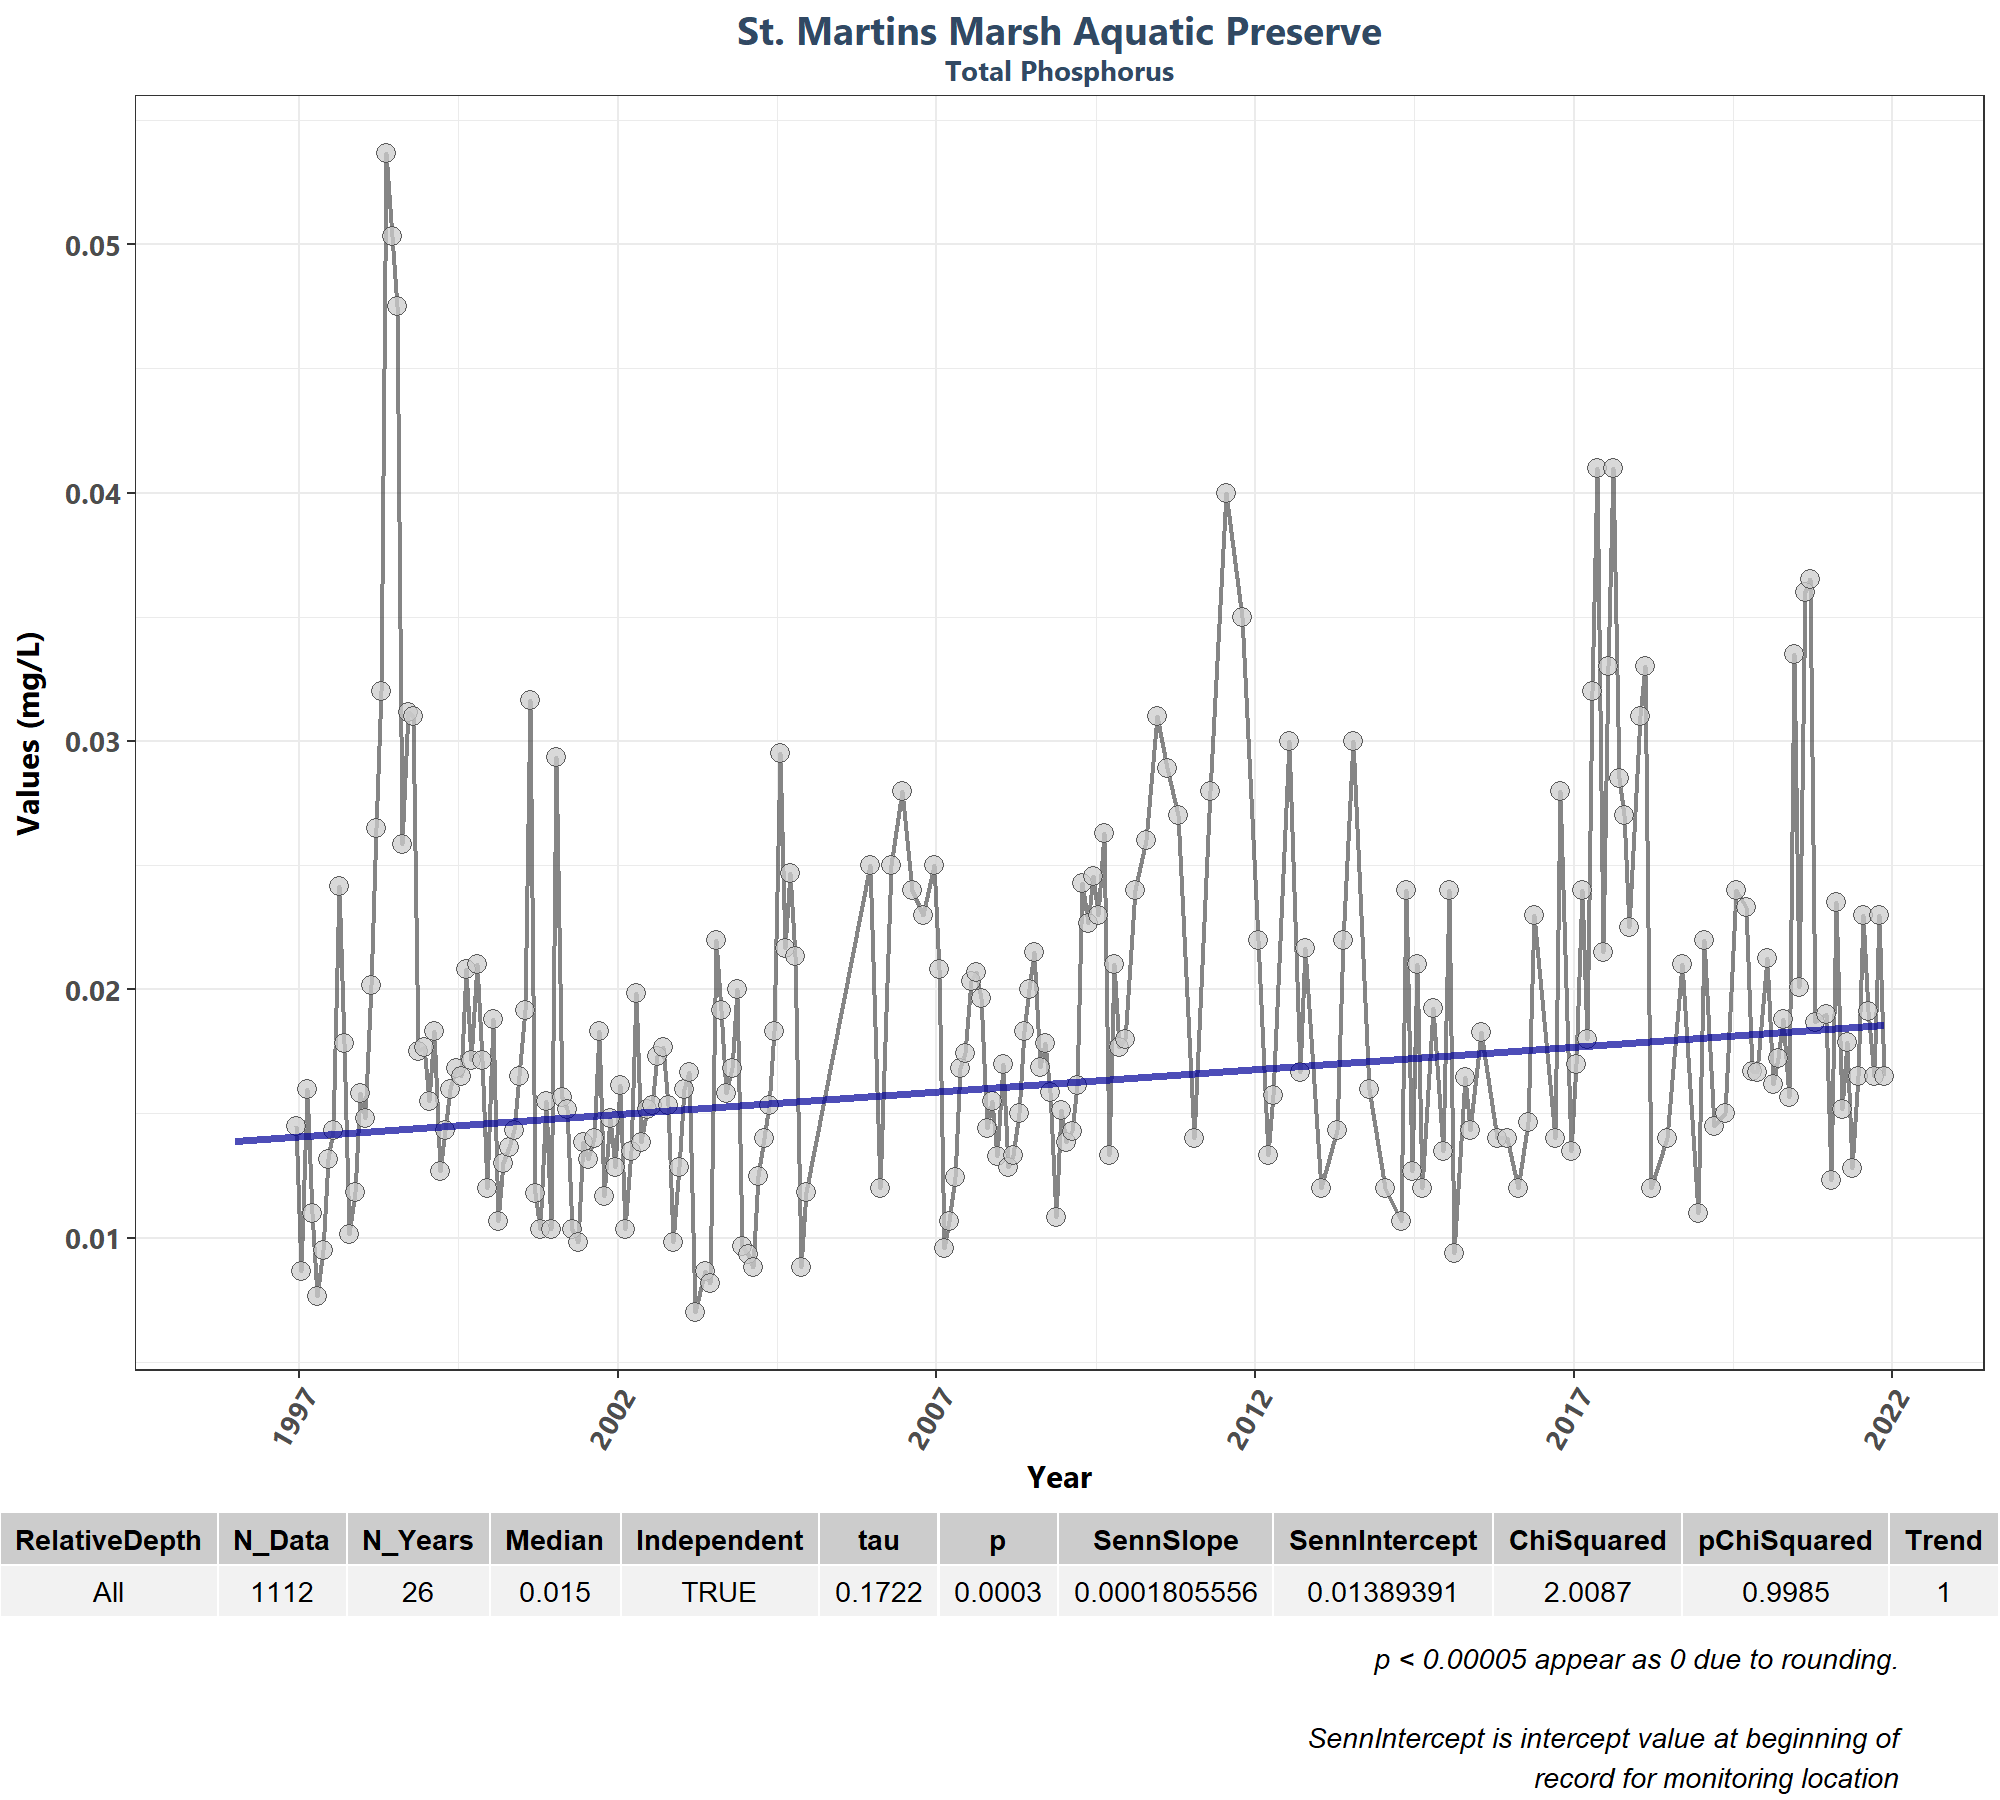 St. Martins Marsh Aquatic Preserve
Total Phosphorus
Values (mg/L)
0.05
0.04
0.03
0.02
0.01
1997 2002 2007 2012 2017 2022
Year
RelativeDepth N_Data N_Years Median Independent tau p SennSlope SennIntercept ChiSquared pChiSquared Trend
All 1112 26 0.015 TRUE 0.1722 0.0003 0.0001805556 0.01389391 2.0087 0.9985 1
p < 0.00005 appear as 0 due to rounding.
SennIntercept is intercept value at beginning of
record for monitoring location